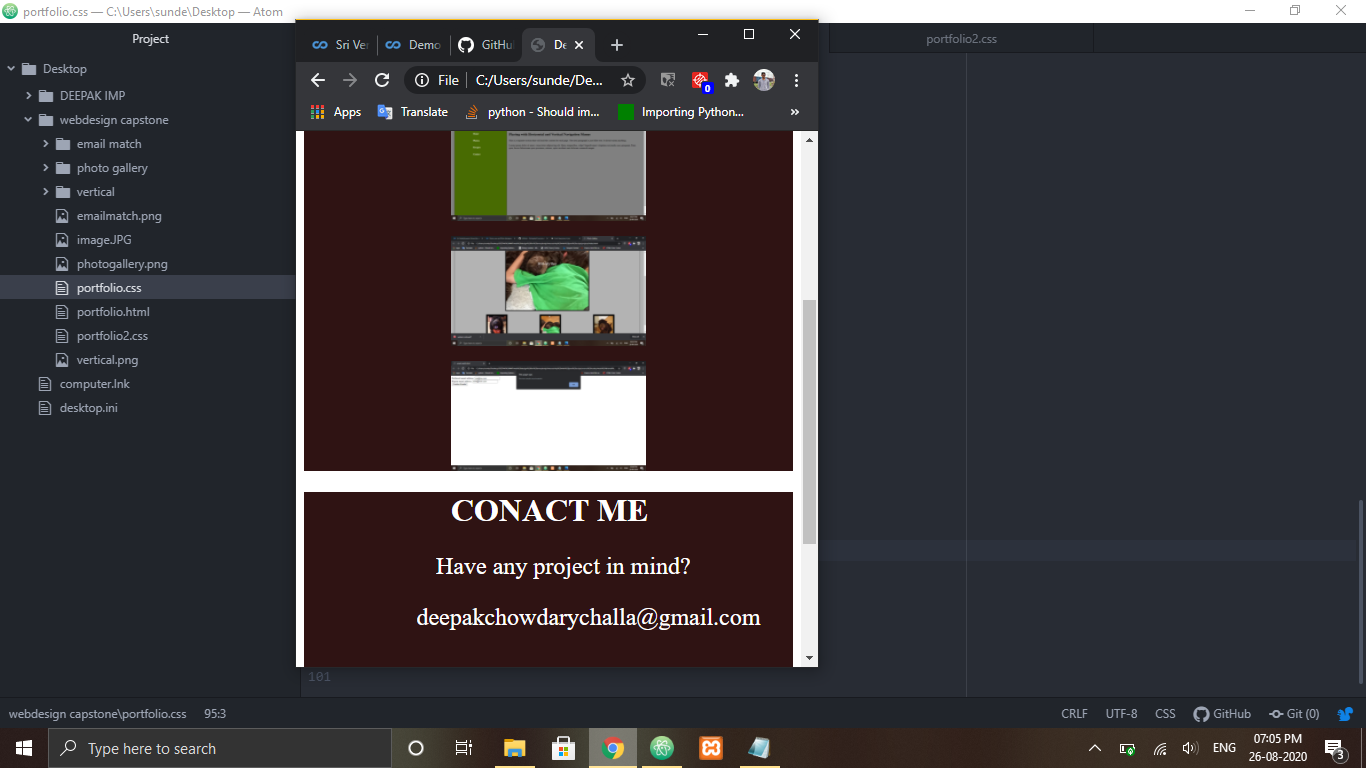 portfolio.css — C:\Users\sunde\Desktop — Atom
Project
Desktop
DEEPAK IMP
webdesign capstone
email match
photo gallery
vertical
emailmatch.png
imageJPG
photogallery.png
portfolio.css
portfolio.html
portfolio2.css
vertical.png
computer.lnk
desktop.ini
portfolio2.css
Sri Ver
Demo
GitHu
De
File
C:/Users/sunde/De...
0
Apps
Translate
python - Should im...
Importing Python...
»
CONACT ME
Have any project in mind?
deepakchowdarychalla@gmail.com
101
webdesign capstone\portfolio.css 95:3
CRLF UTF-8 CSS GitHub Git (0)
Type here to search
ENG
07:05 PM
26-08-2020
3